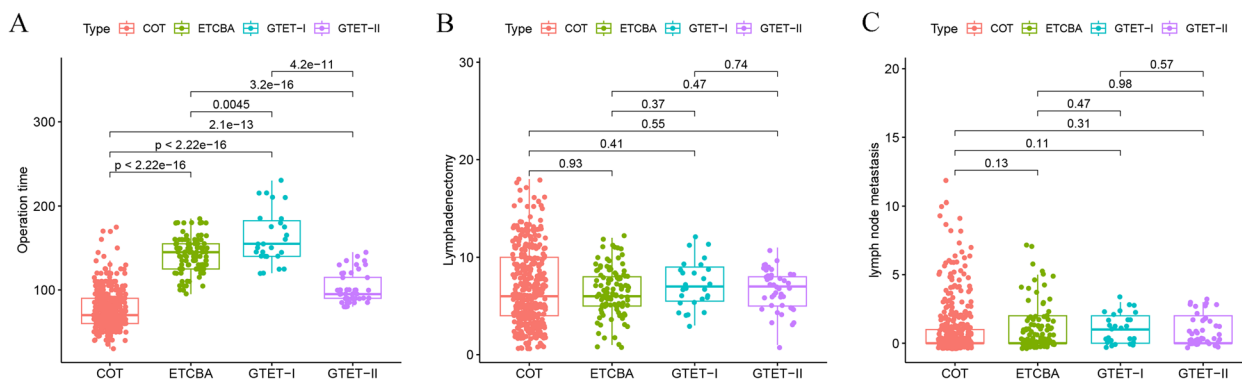 A
Type COT ETCBA GTET−I GTET−II
4.2e−11
3.2e−16
0.0045
2.1e−13
p < 2.22e−16
p < 2.22e−16
Operation time
300
200
100
COT ETCBA GTET−I GTET−II
B
Type COT ETCBA GTET−I GTET−II
0.74
0.47
0.37
0.55
0.41
0.93
Lymphadenectomy
30
20
10
0
COT ETCBA GTET−I GTET−II
C
Type COT ETCBA GTET−I GTET−II
0.57
0.98
0.47
0.31
0.11
0.13
lymph node metastasis
20
15
10
5
0
COT ETCBA GTET−I GTET−II